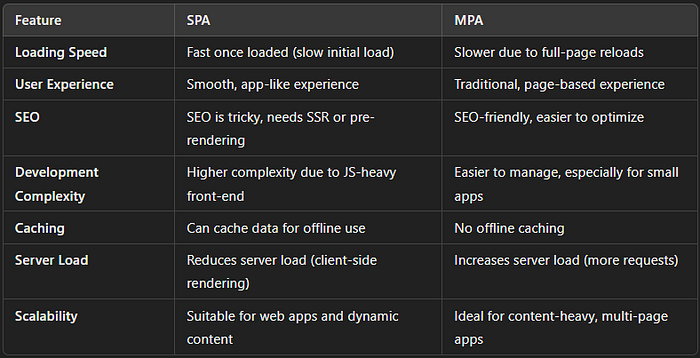 Feature SPA MPA
Loading Speed Fast once loaded (slow initial load) Slower due to full-page reloads
User Experience Smooth, app-like experience Traditional, page-based experience
SEO SEO is tricky, needs SSR or pre-
rendering SEO-friendly, easier to optimize
Development
Complexity Higher complexity due to JS-heavy
front-end Easier to manage, especially for small
apps
Caching Can cache data for offline use No offline caching
Server Load Reduces server load (client-side
rendering) Increases server load (more requests)
Scalability Suitable for web apps and dynamic
content Ideal for content-heavy, multi-page
apps